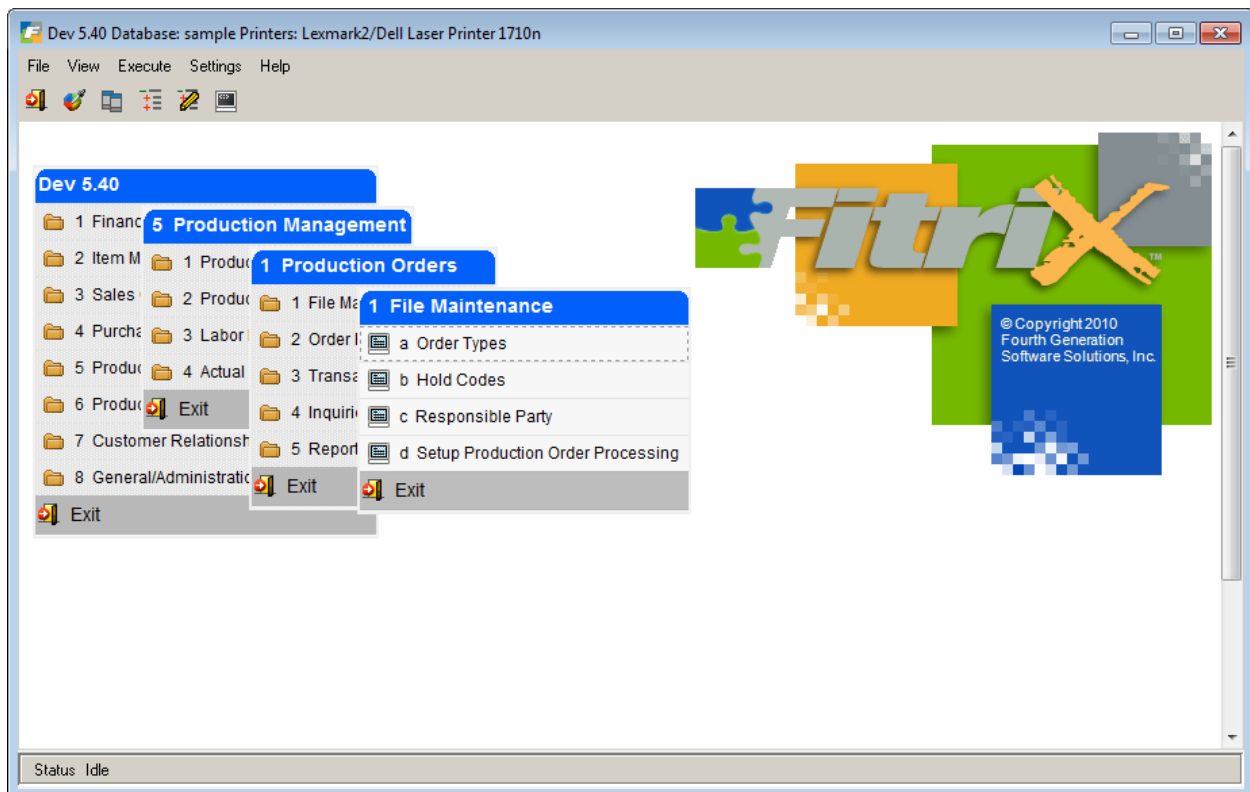 Dev 5.40 Database: sample Printers: Lexmark2/Dell Laser Printer 1710n
File View Execute Settings Help
Dev 5.40
1 Financ
2 Item M
3 Sales
4 Purcha
5 Produc
6 Produc
7 Customer Relationsh
8 General/Administratio
Exit
5 Production Management
1 Produc
2 Produc
3 Labor
4 Actual
Exit
1 Production Orders
1 File Ma
2 Order
3 Transa
4 Inquirie
5 Report
Exit
1 File Maintenance
a Order Types
b Hold Codes
c Responsible Party
d Setup Production Order Processing
Exit
FitriX
TM
© Copyright 2010
Fourth Generation
Software Solutions, Inc.
Status Idle